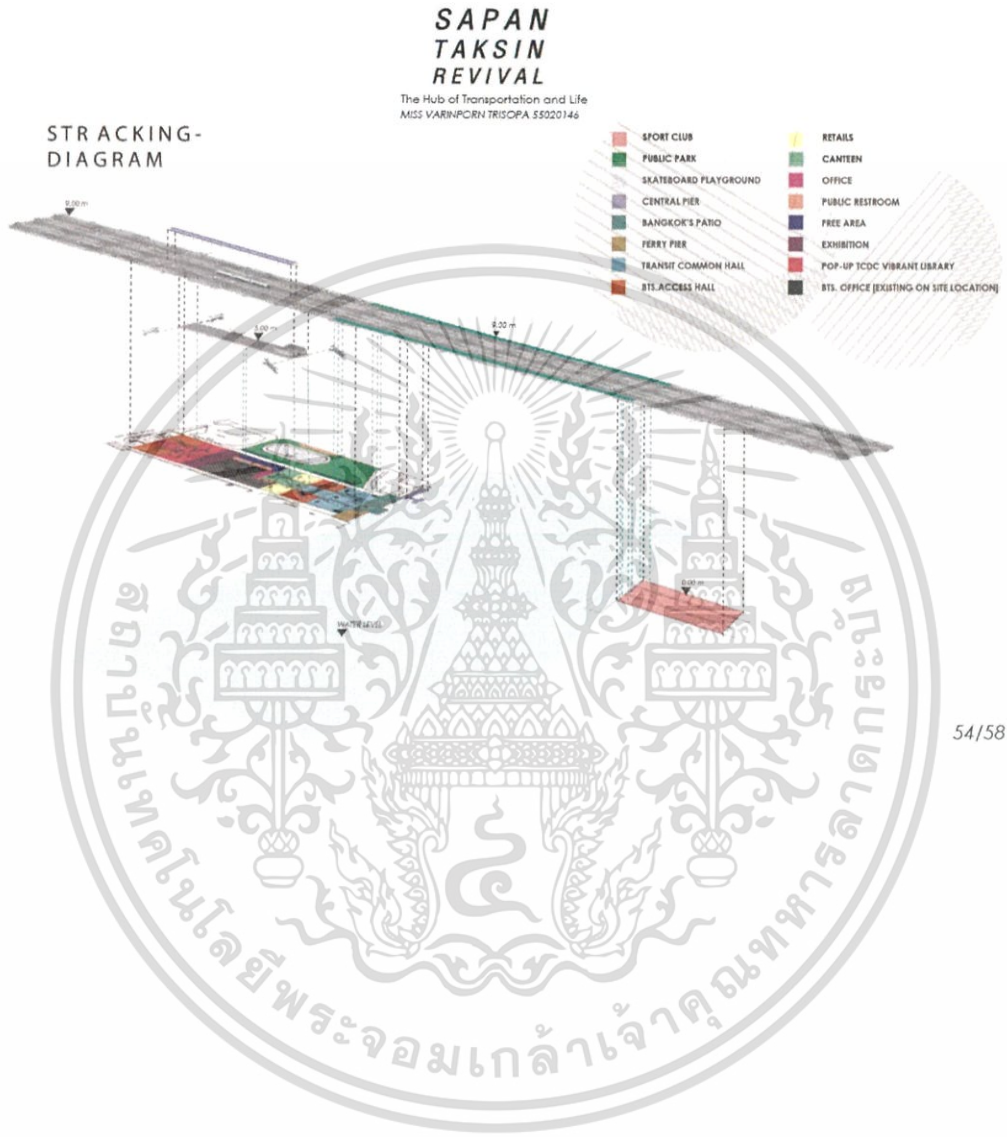 SAPAN
TAKSIN
REVIVAL
The Hub of Transportation and Life
MISS VARINPORN TRISOPA 55020146
STR ACKING-
DIAGRAM
SPORT CLUB
PUBLIC PARK
SKATEBOARD PLAYGROUND
CENTRAL PIER
BANGKOK'S PATIO
FERRY PIER
TRANSIT COMMON HALL
BTS.ACCESS HALL
RETAILS
CANTEEN
OFFICE
PUBLIC RESTROOM
FREE AREA
EXHIBITION
POP-UP TCDC VIBRANT LIBRARY
BTS. OFFICE [EXISTING ON SITE LOCATION]
9.00 m
9.00 m
5.00 m
0.00 m
WATER LEVEL
54/58
สถาบันเทคโนโลยีพระจอมเกล้าเจ้าคุณทหารลาดกระบัง